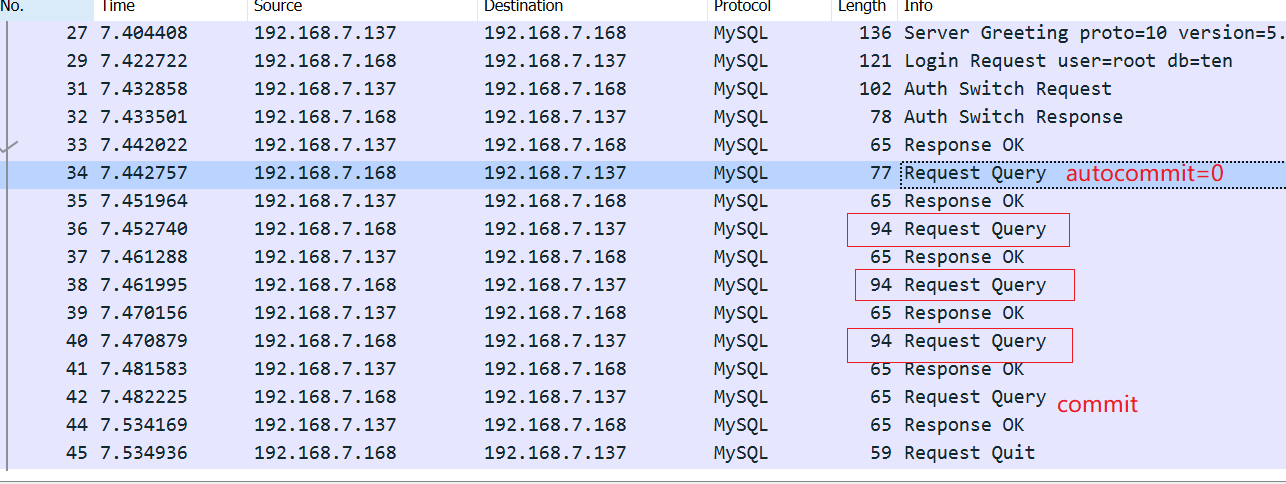 No. Time Source Destination Protocol Length Info
27 7.404408 192.168.7.137 192.168.7.168 MySQL 136 Server Greeting proto=10 version=5.
29 7.422722 192.168.7.168 192.168.7.137 MySQL 121 Login Request user=root db=ten
31 7.432858 192.168.7.137 192.168.7.168 MySQL 102 Auth Switch Request
32 7.433501 192.168.7.168 192.168.7.137 MySQL 78 Auth Switch Response
33 7.442022 192.168.7.137 192.168.7.168 MySQL 65 Response OK
34 7.442757 192.168.7.168 192.168.7.137 MySQL 77 Request Query autocommit=0
35 7.451964 192.168.7.137 192.168.7.168 MySQL 65 Response OK
36 7.452740 192.168.7.168 192.168.7.137 MySQL 94 Request Query
37 7.461288 192.168.7.137 192.168.7.168 MySQL 65 Response OK
38 7.461995 192.168.7.168 192.168.7.137 MySQL 94 Request Query
39 7.470156 192.168.7.137 192.168.7.168 MySQL 65 Response OK
40 7.470879 192.168.7.168 192.168.7.137 MySQL 94 Request Query
41 7.481583 192.168.7.137 192.168.7.168 MySQL 65 Response OK
42 7.482225 192.168.7.168 192.168.7.137 MySQL 65 Request Query commit
44 7.534169 192.168.7.137 192.168.7.168 MySQL 65 Response OK
45 7.534936 192.168.7.168 192.168.7.137 MySQL 59 Request Quit